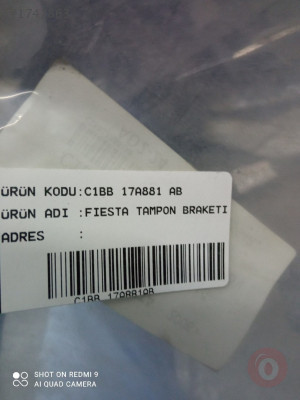 ÜRÜN KODU:C1BB 17A881 AB
ÜRÜN ADI :FIESTA TAMPON BRAKETI
ADRES :
C1BB 17A881AB
SHOT ON REDMI 9
AI QUAD CAMERA